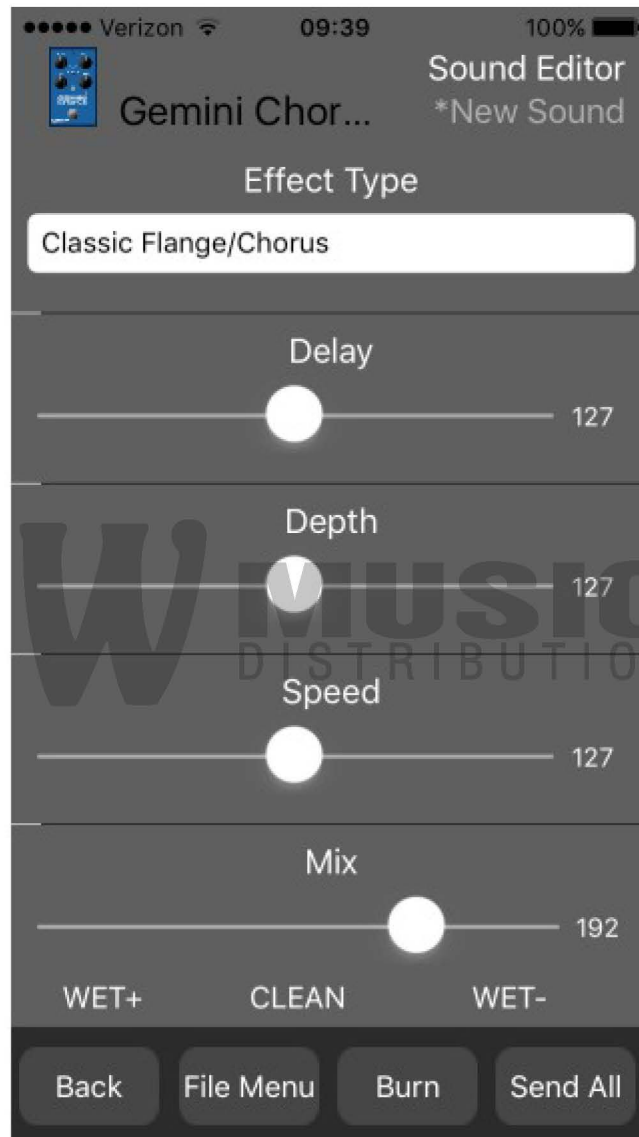 ●●●●● Verizon 09:39 100%
Sound Editor
Gemini Chor...
*New Sound
Effect Type
Classic Flange/Chorus
Delay
127
Depth
127
W MUSIC
DISTRIBUTIO
Speed
127
Mix
192
WET+ CLEAN WET-
Back File Menu Burn Send All